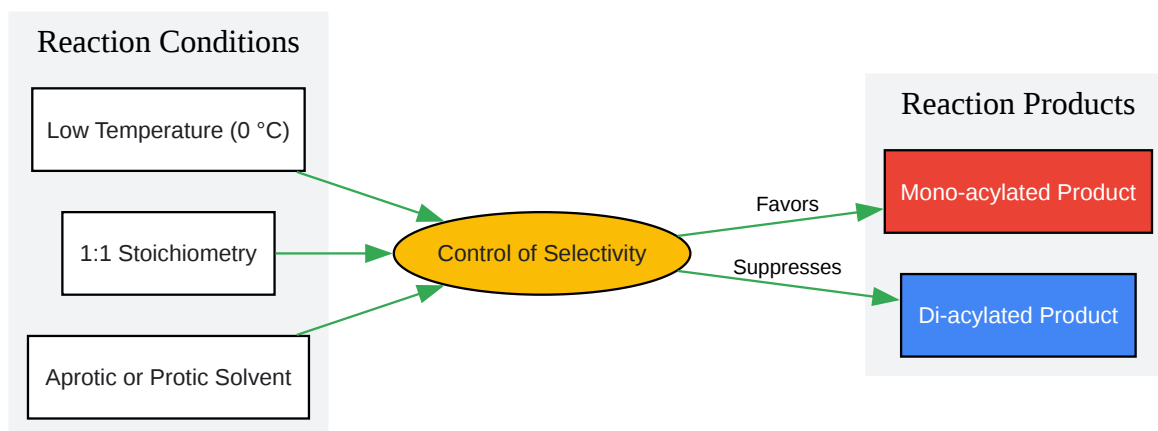 Reaction Conditions
Low Temperature (0 °C)
1:1 Stoichiometry
Aprotic or Protic Solvent
Control of Selectivity
Favors
Suppresses
Reaction Products
Mono-acylated Product
Di-acylated Product